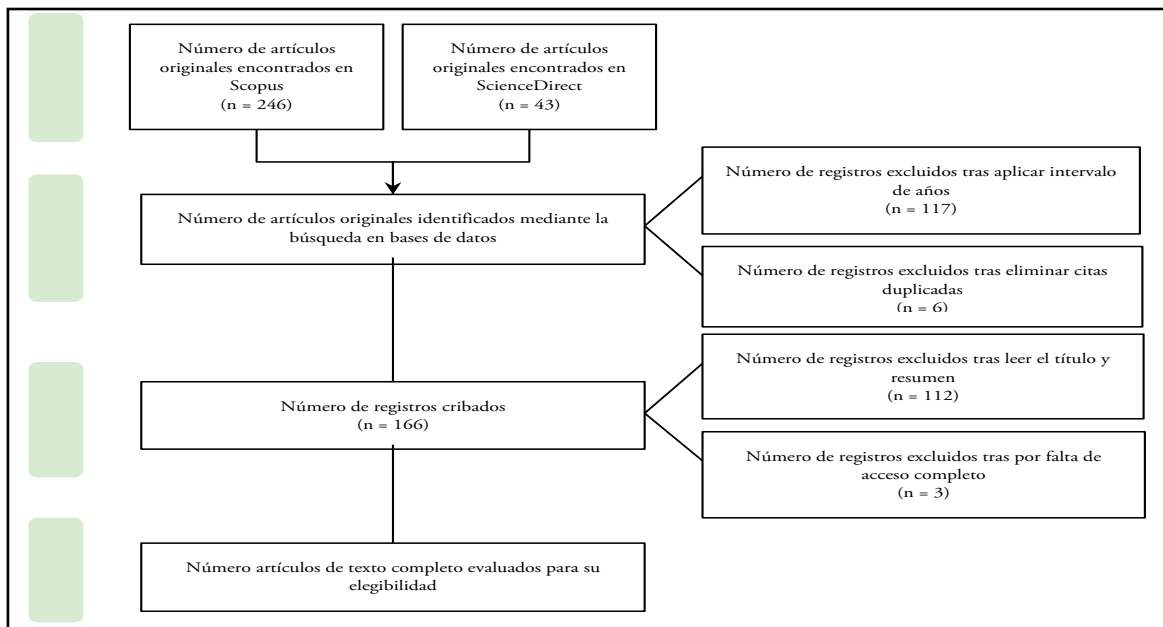 Número de artículos
originales encontrados en
Scopus
(n = 246)
Número de artículos
originales encontrados en
ScienceDirect
(n = 43)
Número de artículos originales identificados mediante la
búsqueda en bases de datos
Número de registros excluidos tras aplicar intervalo
de años
(n = 117)
Número de registros excluidos tras eliminar citas
duplicadas
(n = 6)
Número de registros cribados
(n = 166)
Número de registros excluidos tras leer el título y
resumen
(n = 112)
Número de registros excluidos tras por falta de
acceso completo
(n = 3)
Número artículos de texto completo evaluados para su
elegibilidad